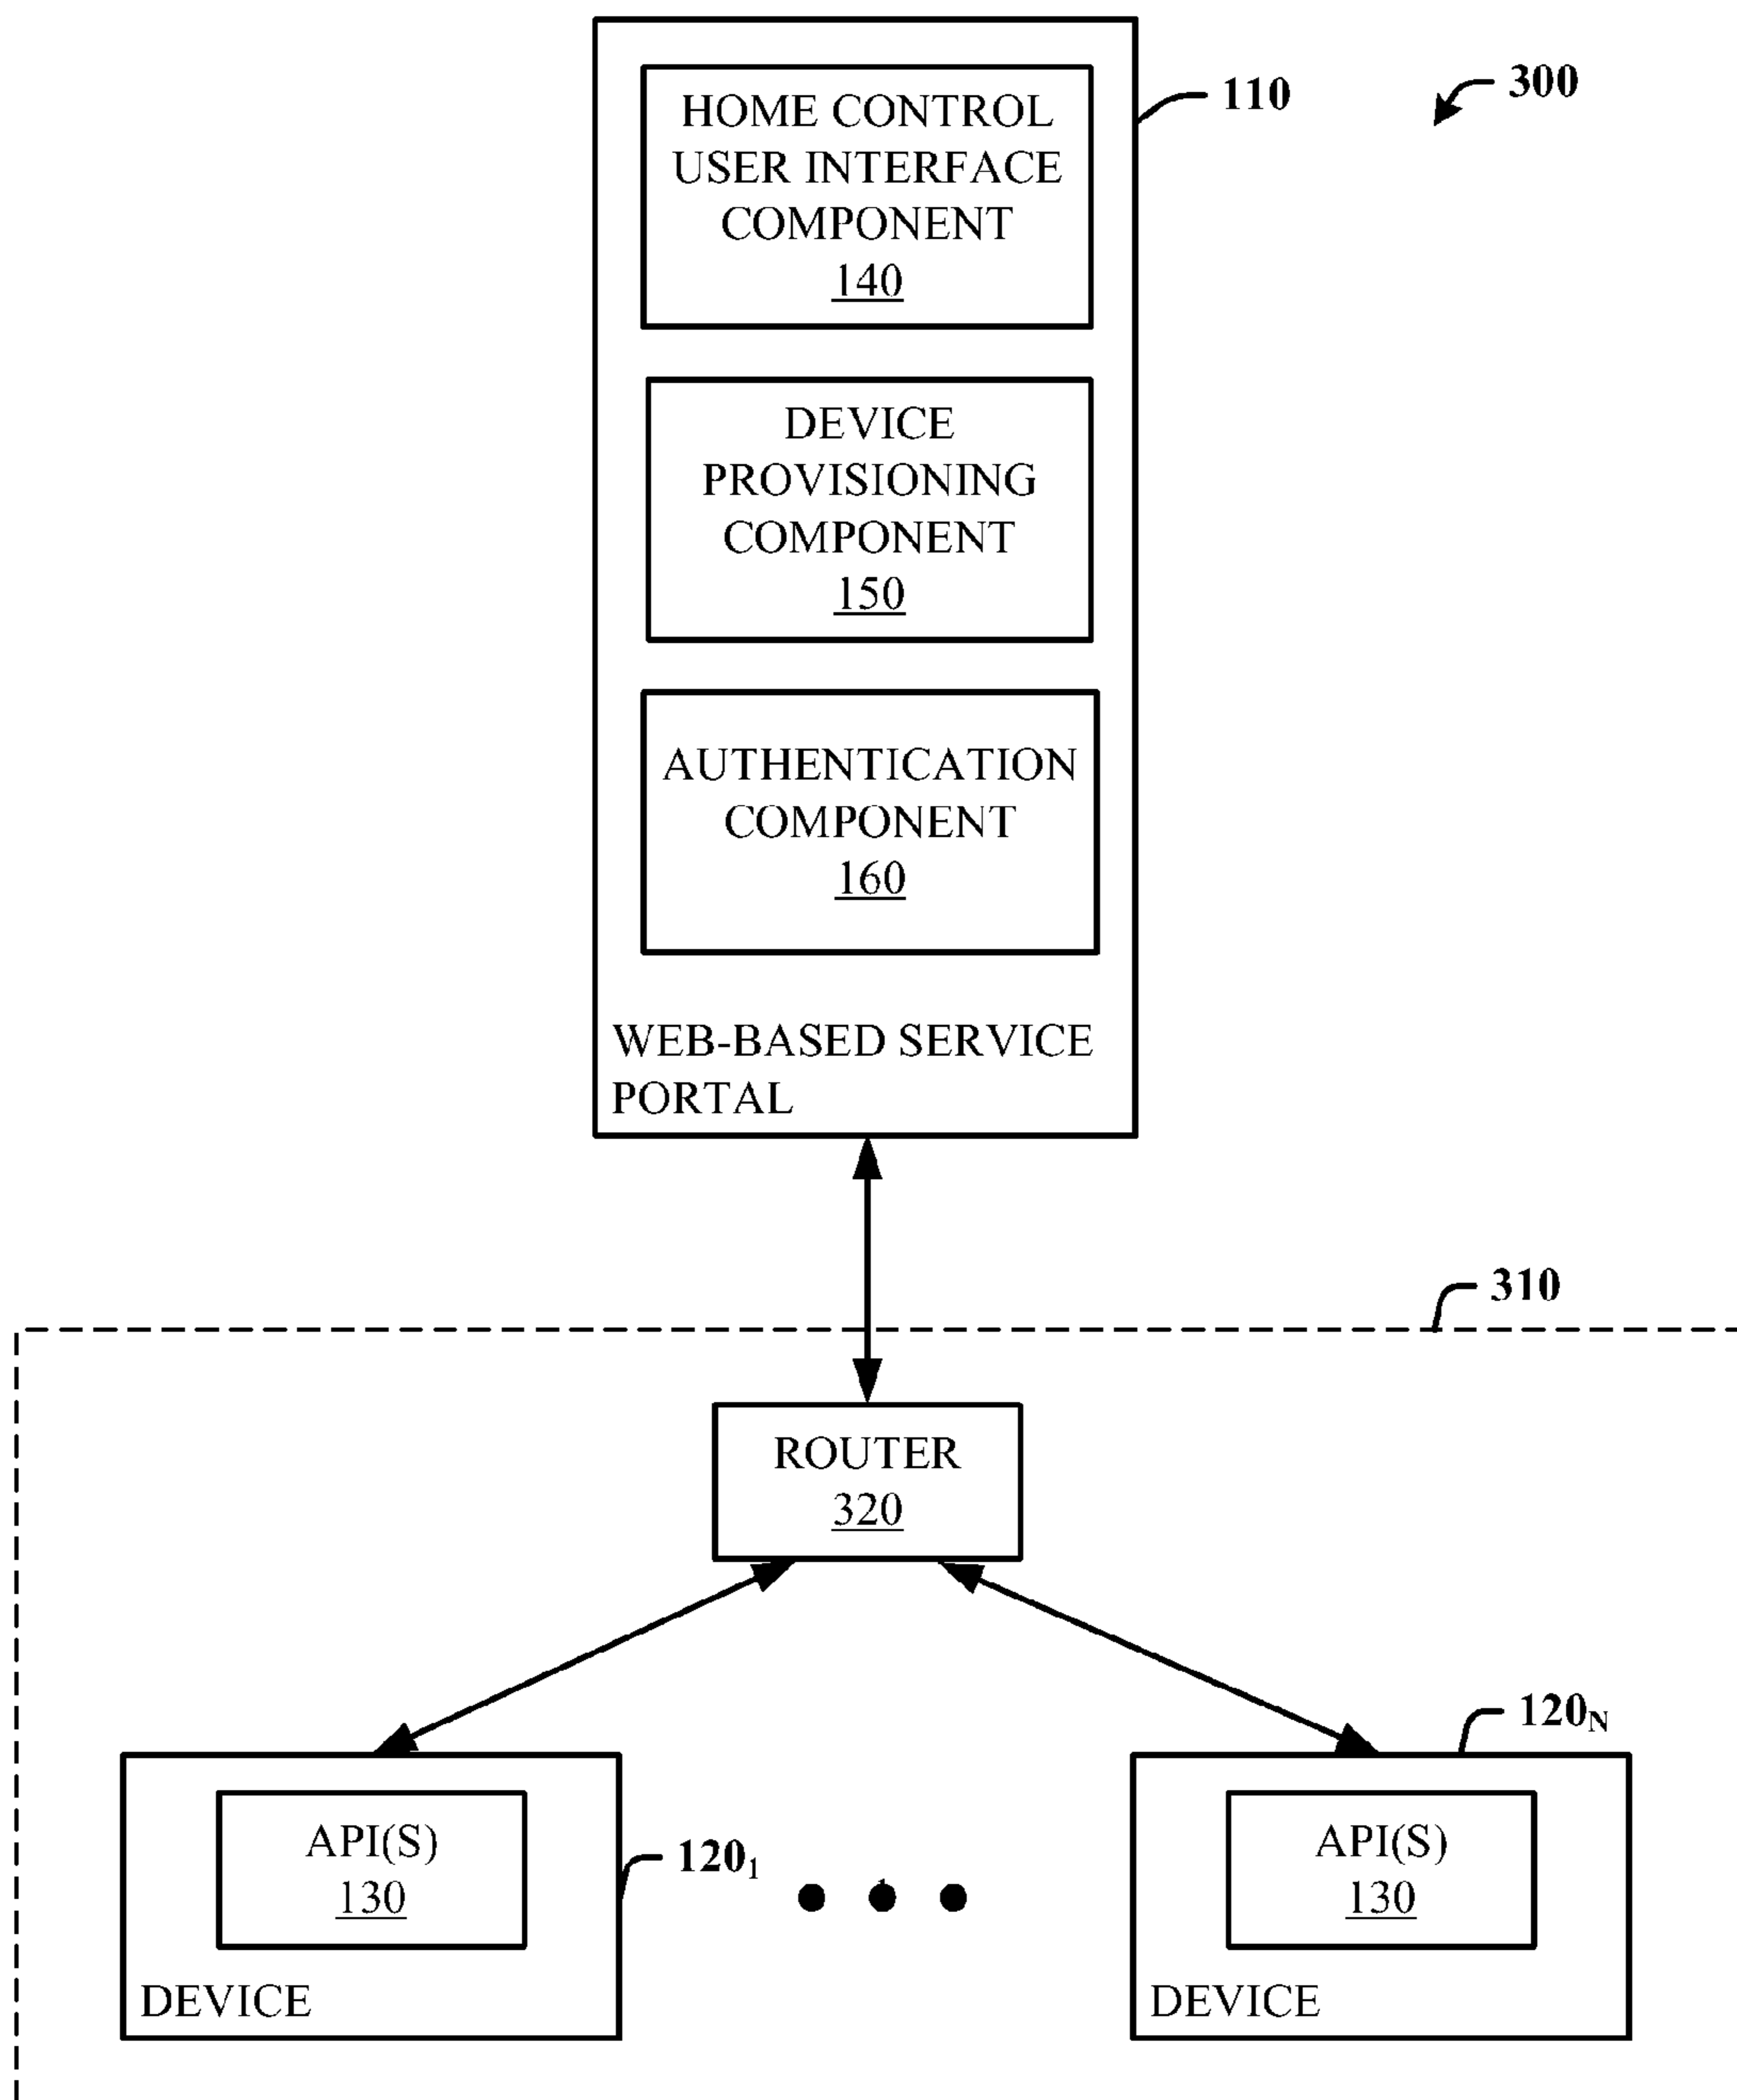 HOME CONTROL
USER INTERFACE
COMPONENT
140
110
300
DEVICE
PROVISIONING
COMPONENT
150
AUTHENTICATION
COMPONENT
160
WEB-BASED SERVICE
PORTAL
310
ROUTER
320
120N
API(S)
130
DEVICE
1201
API(S)
130
DEVICE